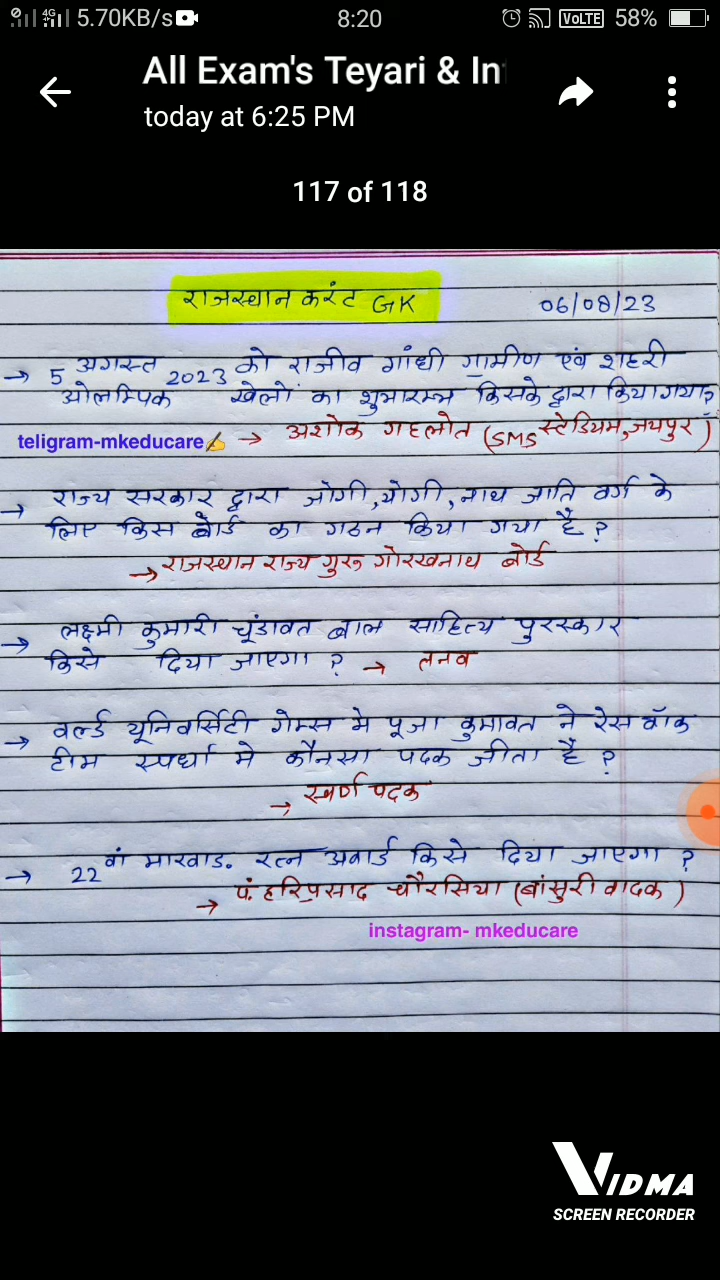 5.70KB/s 8:20 VoLTE 58%
All Exam's Teyari & In
today at 6:25 PM
117 of 118
राजस्थान करंट GK 06/08/23
→ 5 अगस्त 2023 को राजीव गांधी ग्रामीण एवं शहरी
ओलम्पिक खेलों का शुभारम्भ किसके द्वारा किया गया?
teligram-mkeducare✍ → अशोक गहलोत (SMS स्टेडियम, जयपुर)
→ राज्य सरकार द्वारा जोगी, योगी, नाथ जाति वर्ग के
लिए किस बोर्ड का गठन किया गया है ?
→ राजस्थान राज्य गुरु गोरखनाथ बोर्ड
→ लक्ष्मी कुमारी चूंडावत बाल साहित्य पुरस्कार
किसे दिया जाएगा ? → तनव
→ वर्ल्ड यूनिवर्सिटी गेम्स मे पूजा कुमावत ने रेस वॉक
टीम स्पर्धा मे कौनसा पदक जीता है ?
→ स्वर्ण पदक
→ 22 वां मारवाड. रत्न अवार्ड किसे दिया जाएगा ?
→ पं. हरिप्रसाद चौरसिया (बांसुरी वादक)
instagram- mkeducare
VIDMA
SCREEN RECORDER